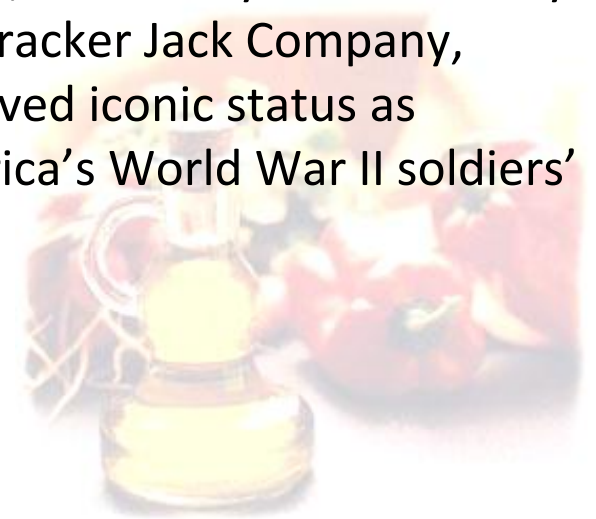 racker Jack Company,
ved iconic status as
ica’s World War II soldiers’